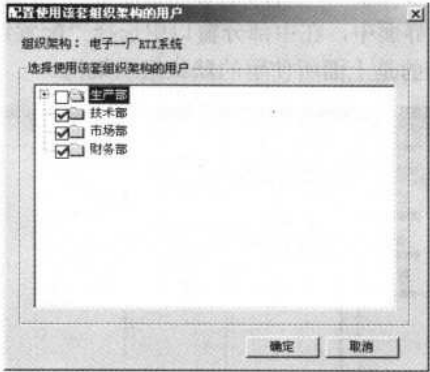 配置使用该套组织架构的用户
组织架构：电子一厂XTI系统
选择使用该套组织架构的用户
生产部
技术部
市场部
财务部
确定
取消